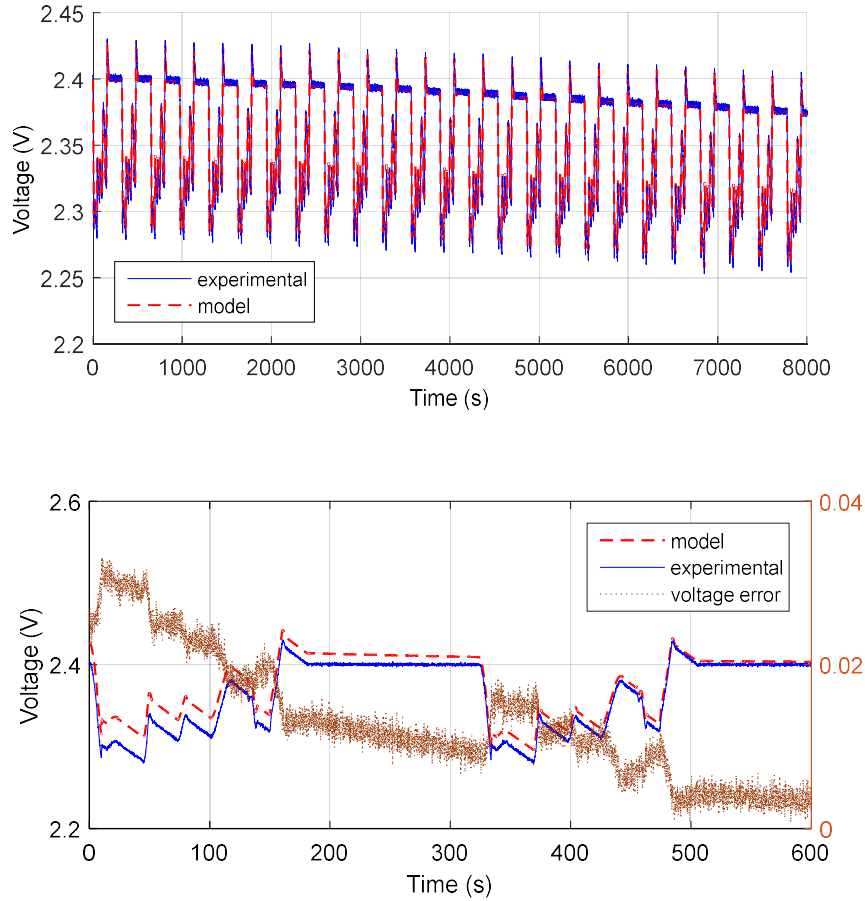 2.45
2.4
2.35
2.3
2.25
2.2
Voltage (V)
experimental
model
0 1000 2000 3000 4000 5000 6000 7000 8000
Time (s)
2.6
2.4
2.2
Voltage (V)
model
experimental
voltage error
0.04
0.02
0
0 100 200 300 400 500 600
Time (s)